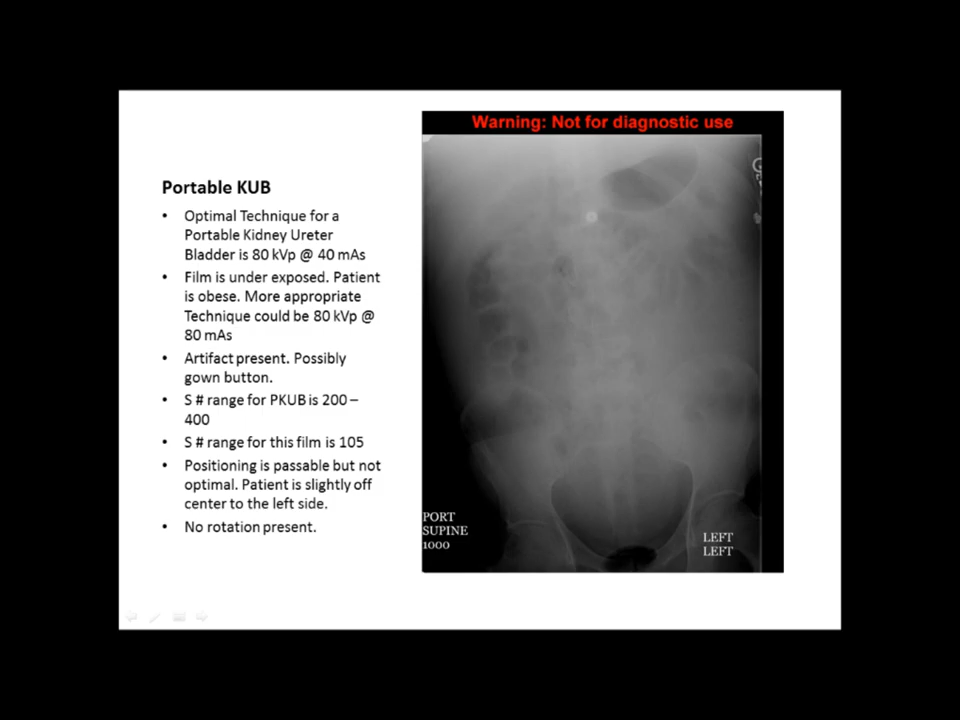 Warning: Not for diagnostic use
Portable KUB
• Optimal Technique for a
Portable Kidney Ureter
Bladder is 80 kVp @ 40 mAs
• Film is under exposed. Patient
is obese. More appropriate
Technique could be 80 kVp @
80 mAs
• Artifact present. Possibly
gown button.
• S # range for PKUB is 200 –
400
• S # range for this film is 105
• Positioning is passable but not
optimal. Patient is slightly off
center to the left side.
• No rotation present.
PORT
SUPINE
1000
LEFT
LEFT